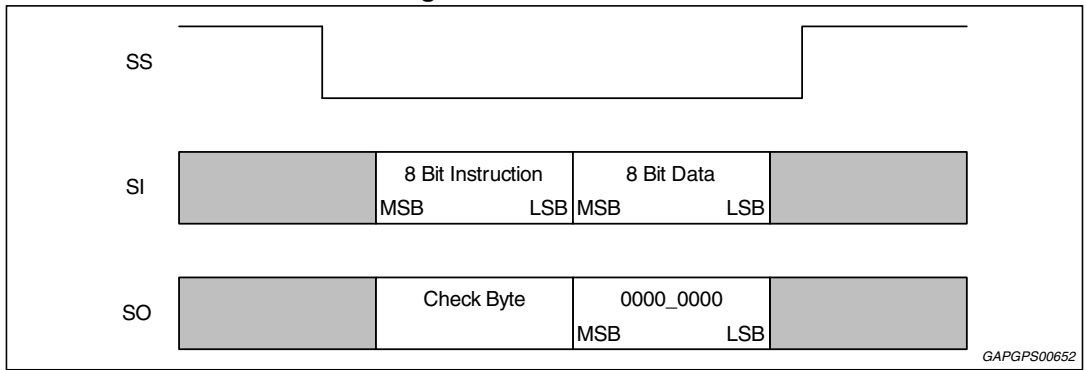 SS
SI
8 Bit Instruction
8 Bit Data
MSB
LSB
MSB
LSB
SO
Check Byte
0000_0000
MSB
LSB
GAPGPS00652